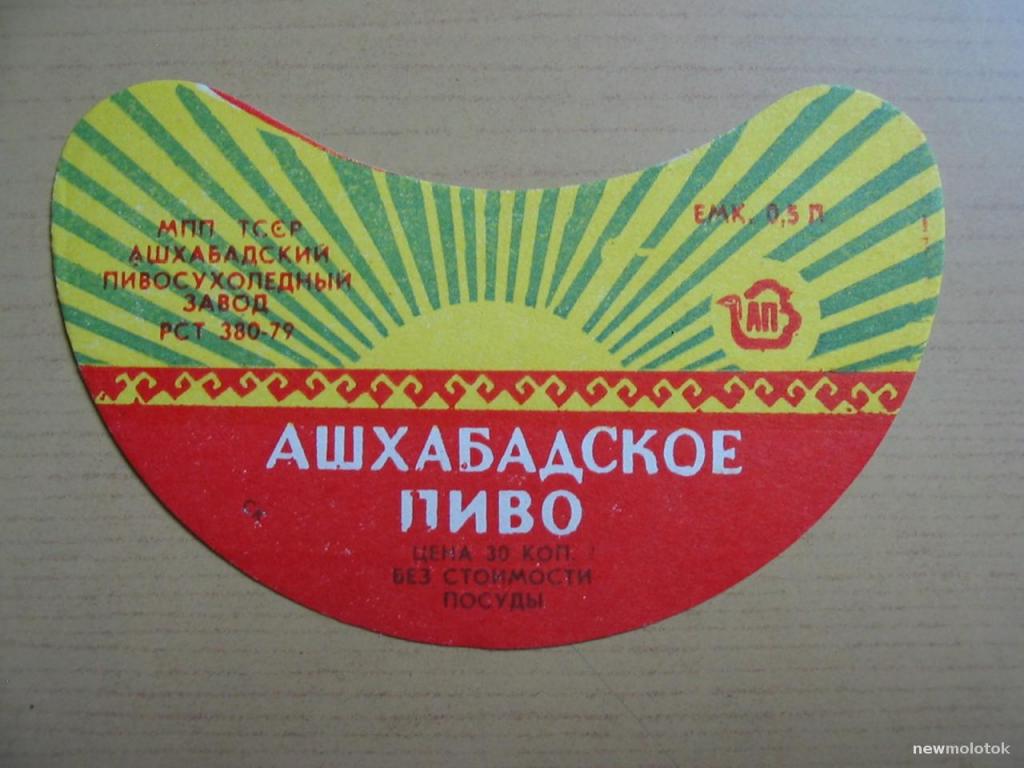 МПП ТССР
АШХАБАДСКИЙ
ПИВОСУХОЛЕДНЫЙ
ЗАВОД
РСТ 380-79
ЕМК. 0,5 Л
АПЗ
АШХАБАДСКОЕ
ПИВО
ЦЕНА 30 КОП.
БЕЗ СТОИМОСТИ
ПОСУДЫ
newmolotok